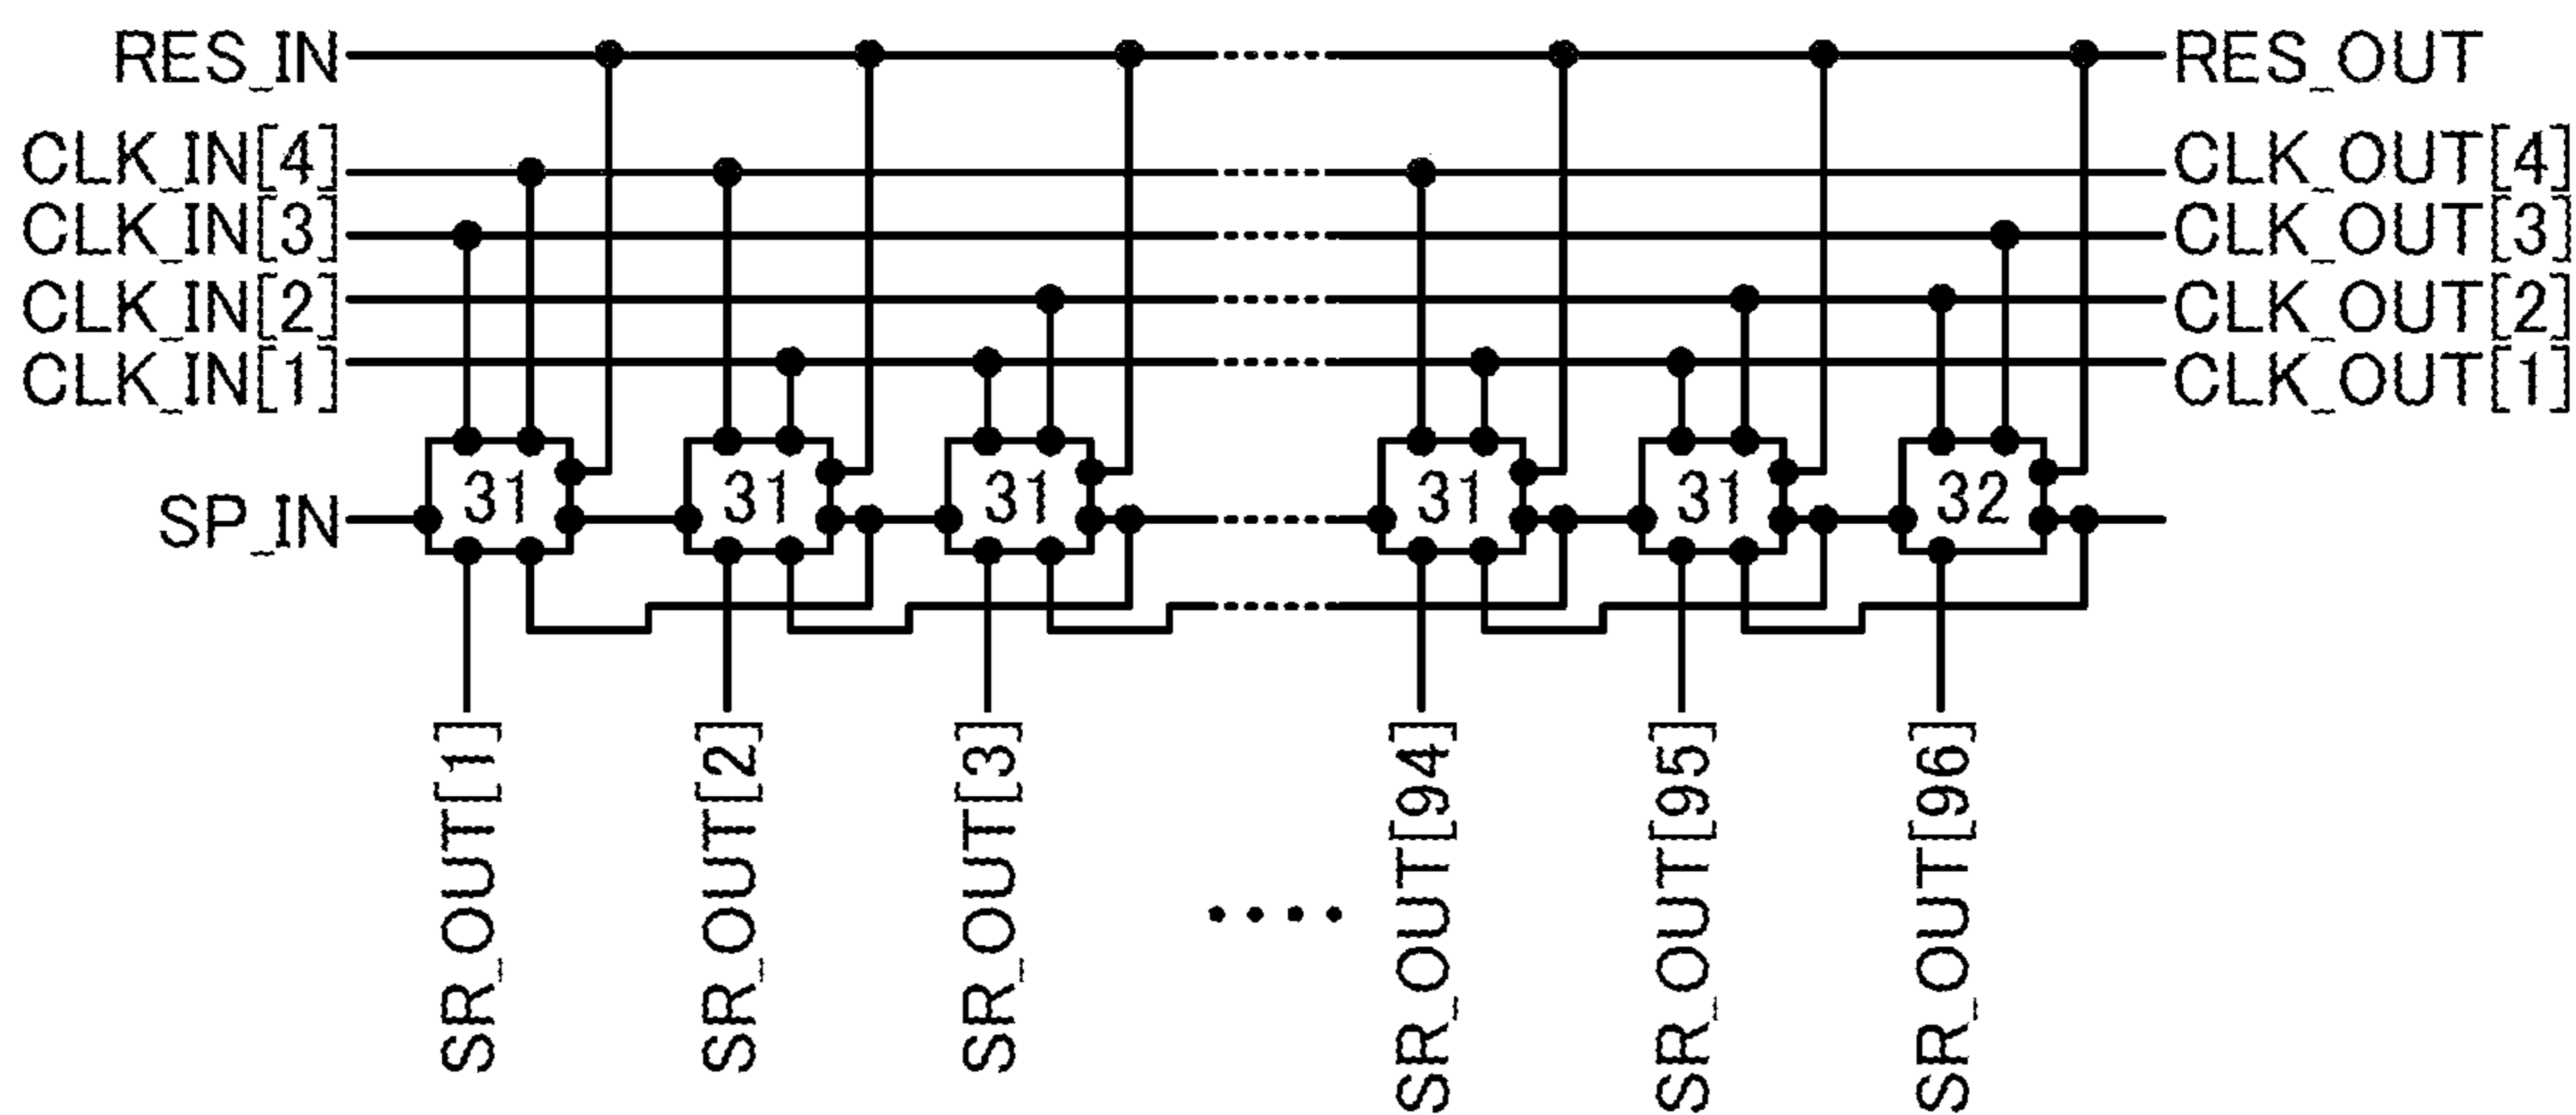 RES_IN
RES_OUT
CLK_IN[4]
CLK_OUT[4]
CLK_IN[3]
CLK_OUT[3]
CLK_IN[2]
CLK_OUT[2]
CLK_IN[1]
CLK_OUT[1]
SP_IN
31
31
31
31
31
32
SR_OUT[1]
SR_OUT[2]
SR_OUT[3]
....
SR_OUT[94]
SR_OUT[95]
SR_OUT[96]